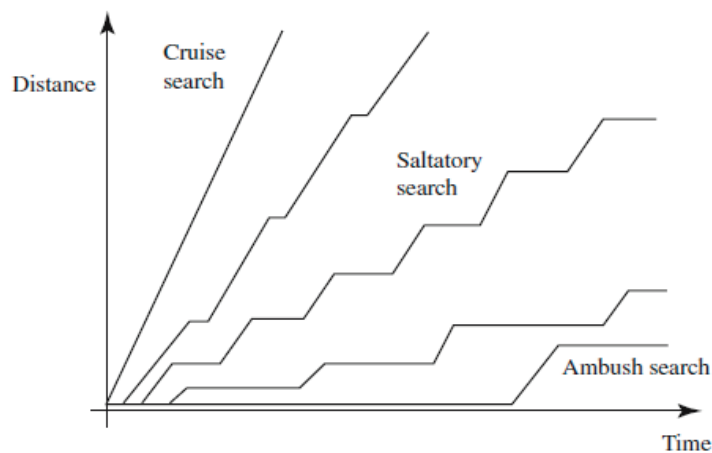 Cruise
search
Distance
Saltatory
search
Ambush search
Time